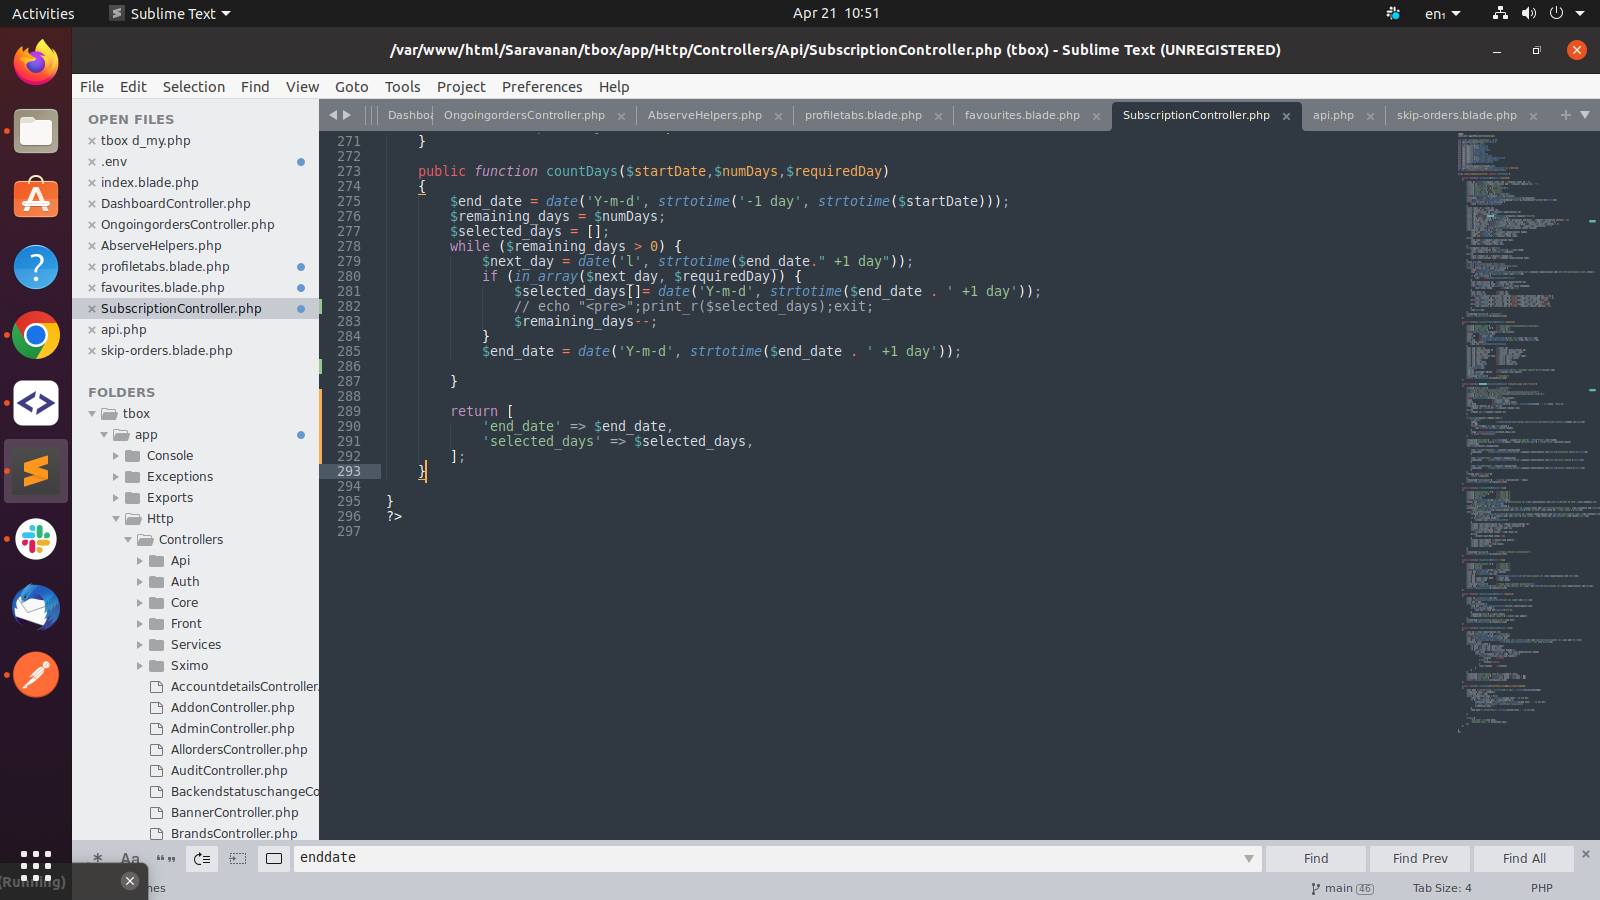 Activities
Sublime Text
Apr 21 10:51
en₁
/var/www/html/Saravanan/tbox/app/Http/Controllers/Api/SubscriptionController.php (tbox) - Sublime Text (UNREGISTERED)
File Edit Selection Find View Goto Tools Project Preferences Help
OPEN FILES
tbox d_my.php
.env
index.blade.php
DashboardController.php
OngoingordersController.php
AbserveHelpers.php
profiletabs.blade.php
favourites.blade.php
SubscriptionController.php
api.php
skip-orders.blade.php
FOLDERS
tbox
app
Console
Exceptions
Exports
Http
Controllers
Api
Auth
Core
Front
Services
Sximo
AccountdetailsController.
AddonController.php
AdminController.php
AllordersController.php
AuditController.php
BackendstatuschangeCo
BannerController.php
BrandsController.php
Dashboa OngoingordersController.php AbserveHelpers.php profiletabs.blade.php favourites.blade.php SubscriptionController.php api.php skip-orders.blade.php
271 }
272
273 public function countDays($startDate,$numDays,$requiredDay)
274 {
275 $end_date = date('Y-m-d', strtotime('-1 day', strtotime($startDate)));
276 $remaining_days = $numDays;
277 $selected_days = [];
278 while ($remaining_days > 0) {
279 $next_day = date('l', strtotime($end_date." +1 day"));
280 if (in_array($next_day, $requiredDay)) {
281 $selected_days[]= date('Y-m-d', strtotime($end_date . ' +1 day'));
282 // echo "<pre>";print_r($selected_days);exit;
283 $remaining_days--;
284 }
285 $end_date = date('Y-m-d', strtotime($end_date . ' +1 day'));
286
287 }
288
289 return [
290 'end_date' => $end_date,
291 'selected_days' => $selected_days,
292 ];
293 }
294
295 }
296 ?>
297
.* Aa “”
enddate
Find Find Prev Find All
(Running)
hes
main 46
Tab Size: 4
PHP